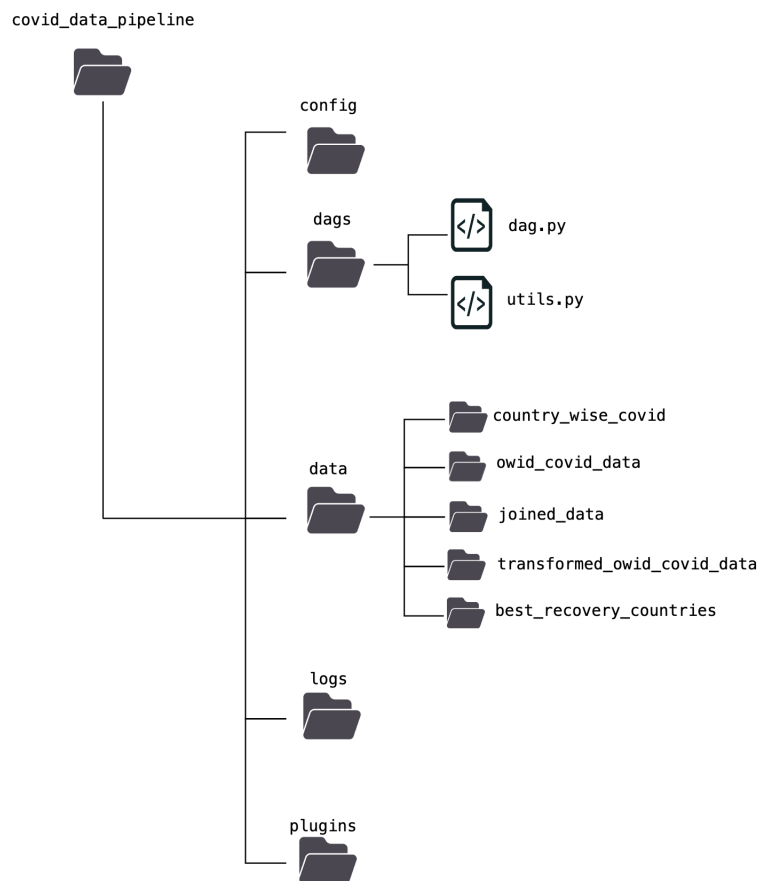 covid_data_pipeline
config
dags
</> dag.py
</> utils.py
data
country_wise_covid
owid_covid_data
joined_data
transformed_owid_covid_data
best_recovery_countries
logs
plugins